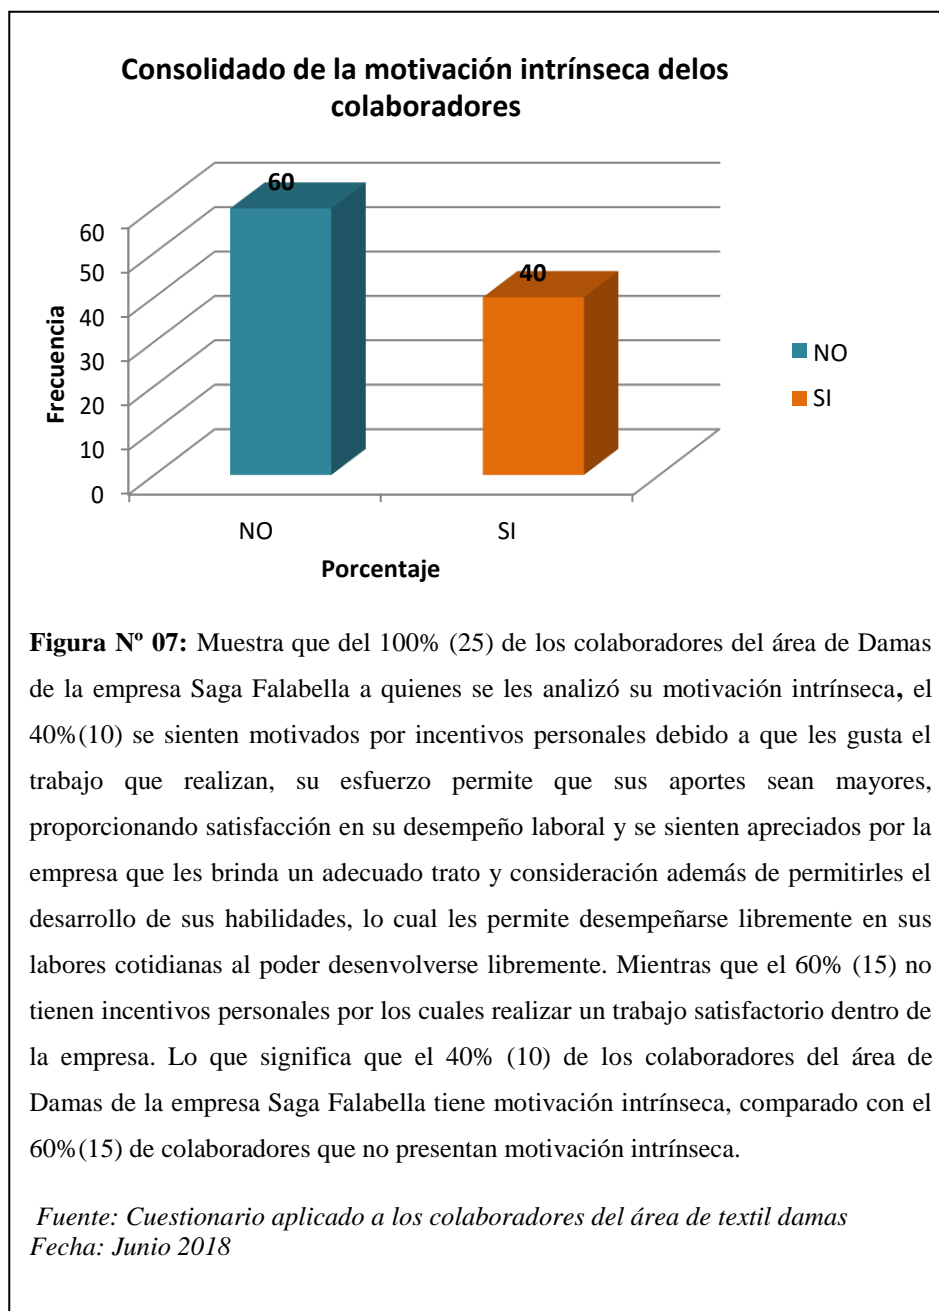 Consolidado de la motivación intrínseca delos
colaboradores
60
40
60
50
40
30
20
10
0
Frecuencia
NO
SI
Porcentaje
NO
SI
Figura Nº 07: Muestra que del 100% (25) de los colaboradores del área de Damas
de la empresa Saga Falabella a quienes se les analizó su motivación intrínseca, el
40%(10) se sienten motivados por incentivos personales debido a que les gusta el
trabajo que realizan, su esfuerzo permite que sus aportes sean mayores,
proporcionando satisfacción en su desempeño laboral y se sienten apreciados por la
empresa que les brinda un adecuado trato y consideración además de permitirles el
desarrollo de sus habilidades, lo cual les permite desempeñarse libremente en sus
labores cotidianas al poder desenvolverse libremente. Mientras que el 60% (15) no
tienen incentivos personales por los cuales realizar un trabajo satisfactorio dentro de
la empresa. Lo que significa que el 40% (10) de los colaboradores del área de
Damas de la empresa Saga Falabella tiene motivación intrínseca, comparado con el
60%(15) de colaboradores que no presentan motivación intrínseca.
Fuente: Cuestionario aplicado a los colaboradores del área de textil damas
Fecha: Junio 2018